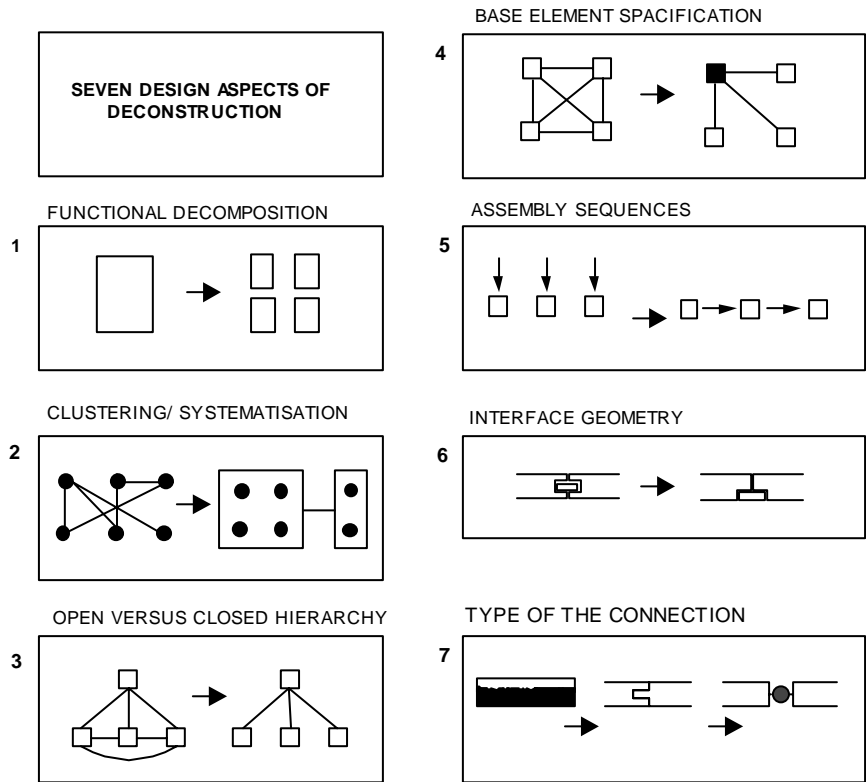 SEVEN DESIGN ASPECTS OF
DECONSTRUCTION
FUNCTIONAL DECOMPOSITION
1
CLUSTERING/ SYSTEMATISATION
2
OPEN VERSUS CLOSED HIERARCHY
3
BASE ELEMENT SPACIFICATION
4
ASSEMBLY SEQUENCES
5
INTERFACE GEOMETRY
6
TYPE OF THE CONNECTION
7